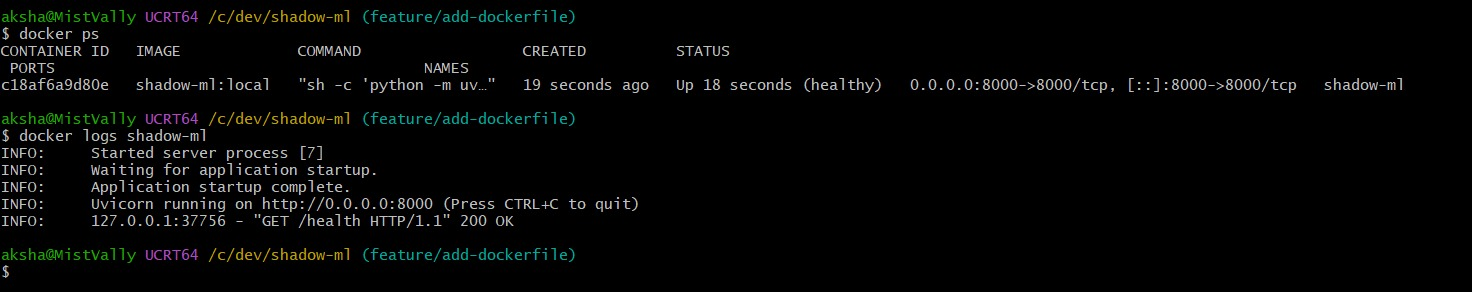 aksha@MistVally UCRT64 /c/dev/shadow-ml (feature/add-dockerfile)
$ docker ps
CONTAINER ID   IMAGE             COMMAND                  CREATED          STATUS
 PORTS                                         NAMES
c18af6a9d80e   shadow-ml:local   "sh -c 'python -m uv…"   19 seconds ago   Up 18 seconds (healthy)   0.0.0.0:8000->8000/tcp, [::]:8000->8000/tcp   shadow-ml
aksha@MistVally UCRT64 /c/dev/shadow-ml (feature/add-dockerfile)
$ docker logs shadow-ml
INFO:     Started server process [7]
INFO:     Waiting for application startup.
INFO:     Application startup complete.
INFO:     Uvicorn running on http://0.0.0.0:8000 (Press CTRL+C to quit)
INFO:     127.0.0.1:37756 - "GET /health HTTP/1.1" 200 OK
aksha@MistVally UCRT64 /c/dev/shadow-ml (feature/add-dockerfile)
$